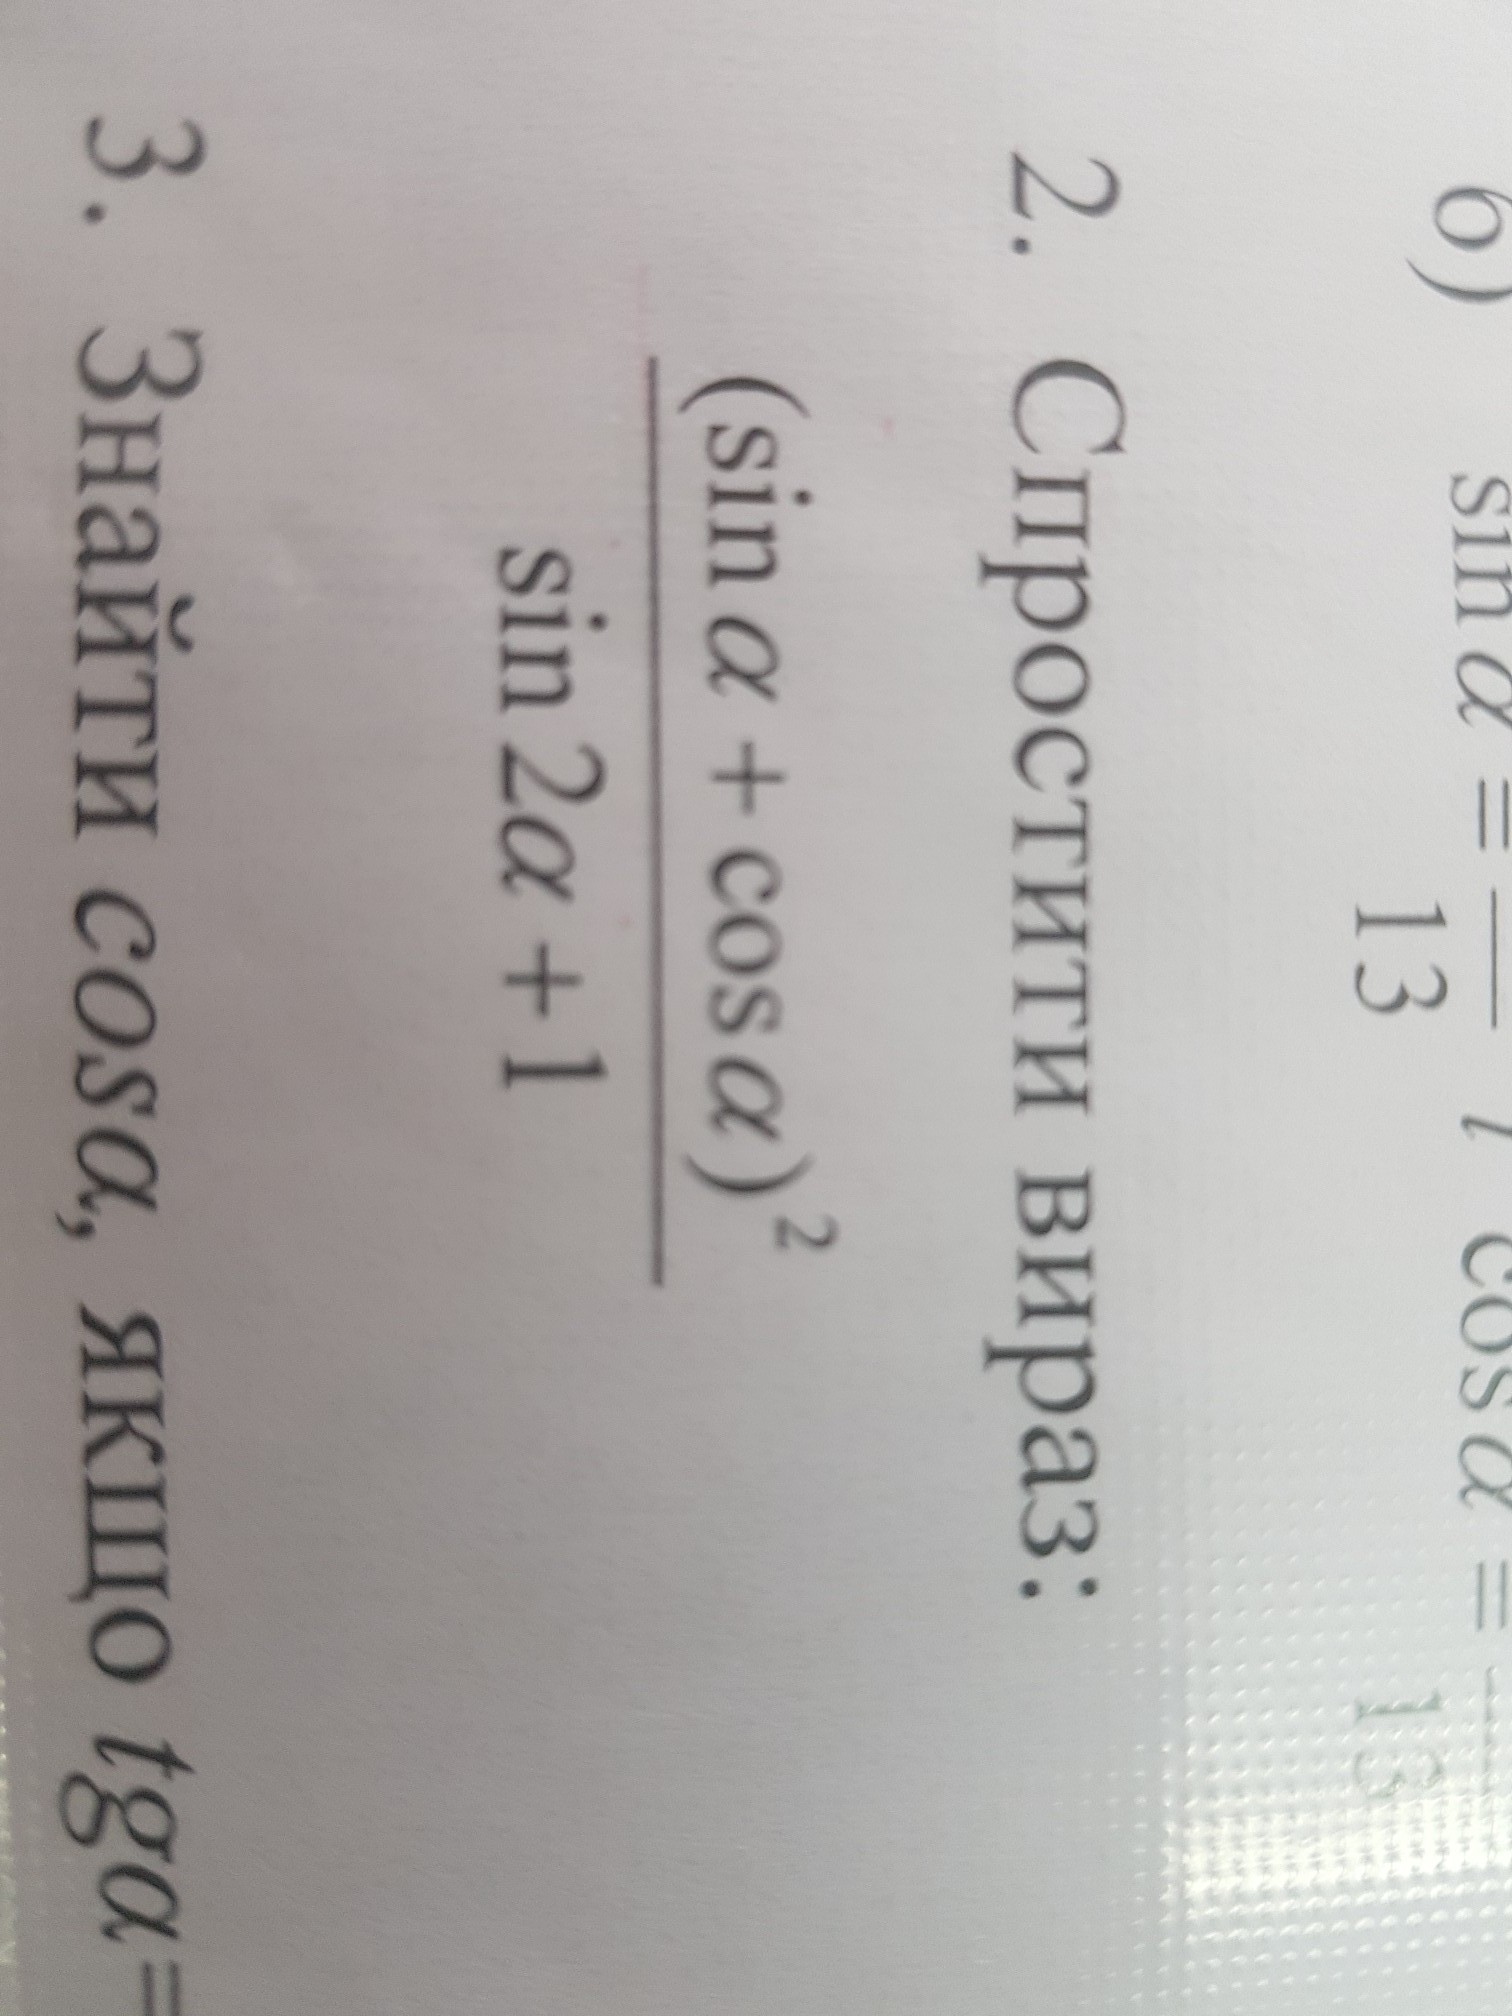 б) sin α = — 13 і cos α = — 13
2. Спростити вираз:
(sin α + cos α)²
sin 2α + 1
3. Знайти cosα, якщо tgα =